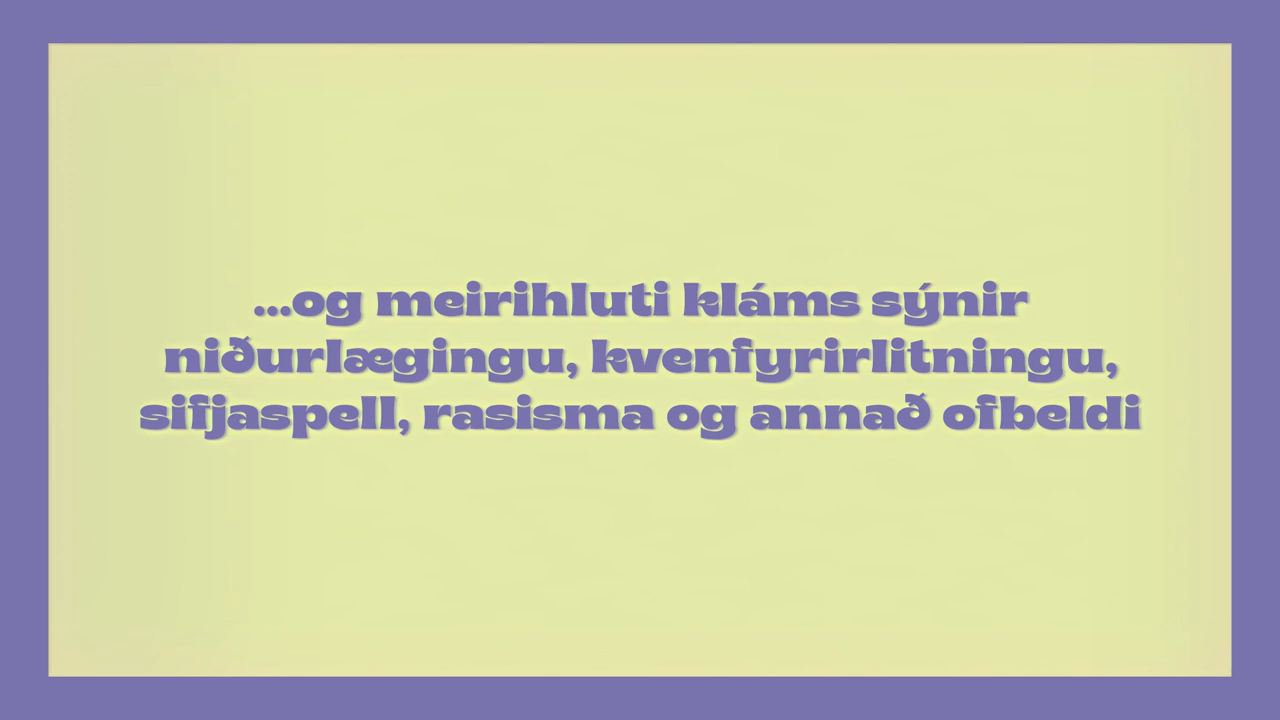 ...og meirihluti kláms sýnir
niðurlægingu, kvenfyrirlitningu,
sifjaspell, rasisma og annað ofbeldi